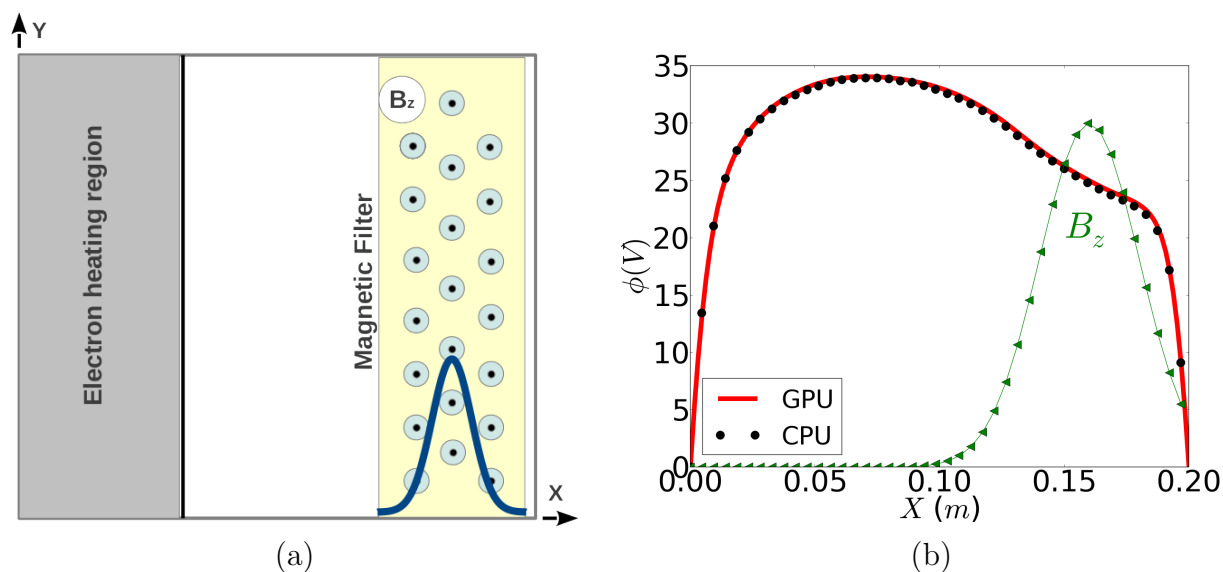 Y
Electron heating region
Magnetic Filter
Bz
X
(a)
ϕ(V)
35
30
25
20
15
10
5
0
0.00 0.05 0.10 0.15 0.20
X (m)
B_z
GPU
CPU
(b)